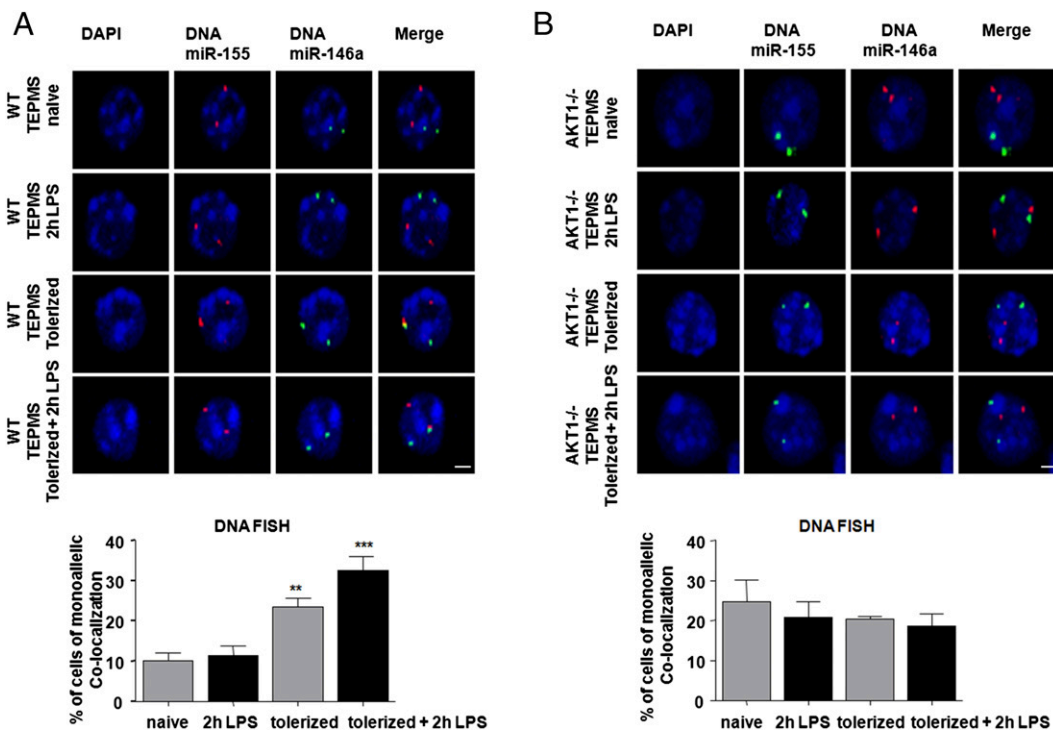 A
DAPI
DNA
miR-155
DNA
miR-146a
Merge
WT
TEPMS
naive
WT
TEPMS
2h LPS
WT
TEPMS
Tolerized
WT
TEPMS
Tolerized+ 2h LPS
DNA FISH
% of cells of monoallelic
Co-localization
40
30
20
10
0
**
***
naive
2h LPS
tolerized
tolerized + 2h LPS
B
DAPI
DNA
miR-155
DNA
miR-146a
Merge
AKT1-/-
TEPMS
naive
AKT1-/-
TEPMS
2h LPS
AKT1-/-
TEPMS
Tolerized
AKT1-/-
TEPMS
Tolerized+ 2h LPS
DNA FISH
% of cells of monoallelic
Co-localization
40
30
20
10
0
naive
2h LPS
tolerized
tolerized + 2h LPS